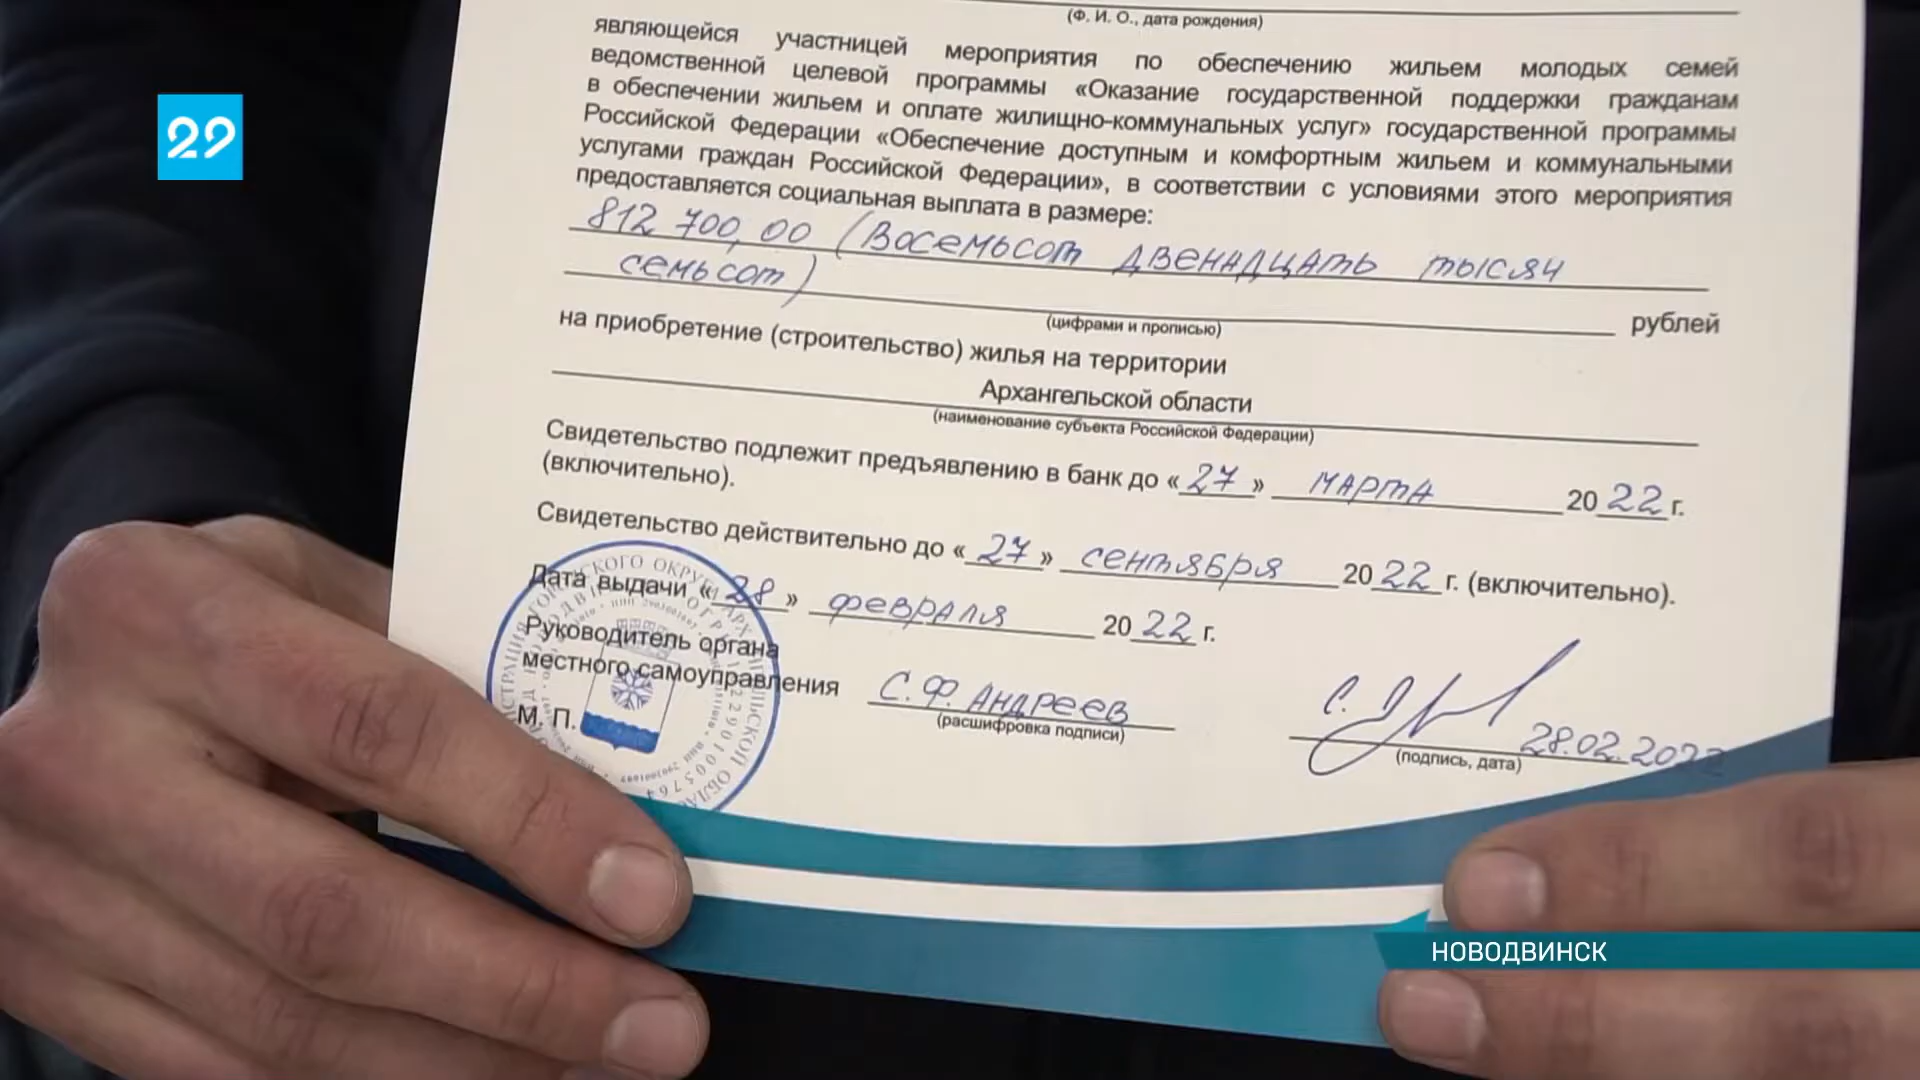 (Ф. И. О., дата рождения)
являющейся участницей мероприятия по обеспечению жильем молодых семей
ведомственной целевой программы «Оказание государственной поддержки гражданам
в обеспечении жильем и оплате жилищно-коммунальных услуг» государственной программы
Российской Федерации «Обеспечение доступным и комфортным жильем и коммунальными
услугами граждан Российской Федерации», в соответствии с условиями этого мероприятия
предоставляется социальная выплата в размере:
29
812 700,00 (Восемьсот двенадцать тысяч
семьсот)
рублей
(цифрами и прописью)
на приобретение (строительство) жилья на территории
Архангельской области
(наименование субъекта Российской Федерации)
Свидетельство подлежит предъявлению в банк до «27» марта 2022 г.
(включительно).
Свидетельство действительно до «27» сентября 2022 г. (включительно).
Дата выдачи «28» февраля 2022 г.
Руководитель органа
местного самоуправления С.Ф. Андреев
(расшифровка подписи)
28.02.2022
(подпись, дата)
М. П.
НОВОДВИНСК